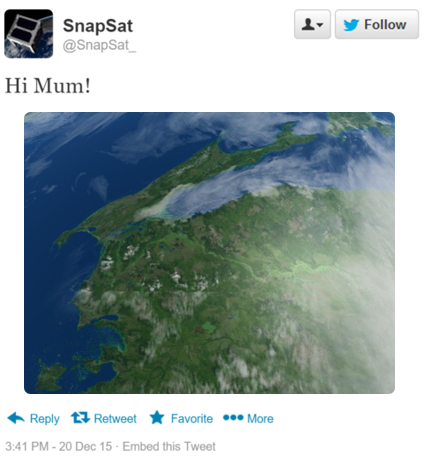 SnapSat
@SnapSat_
Follow
Hi Mum!
Reply Retweet Favorite More
3:41 PM - 20 Dec 15 · Embed this Tweet